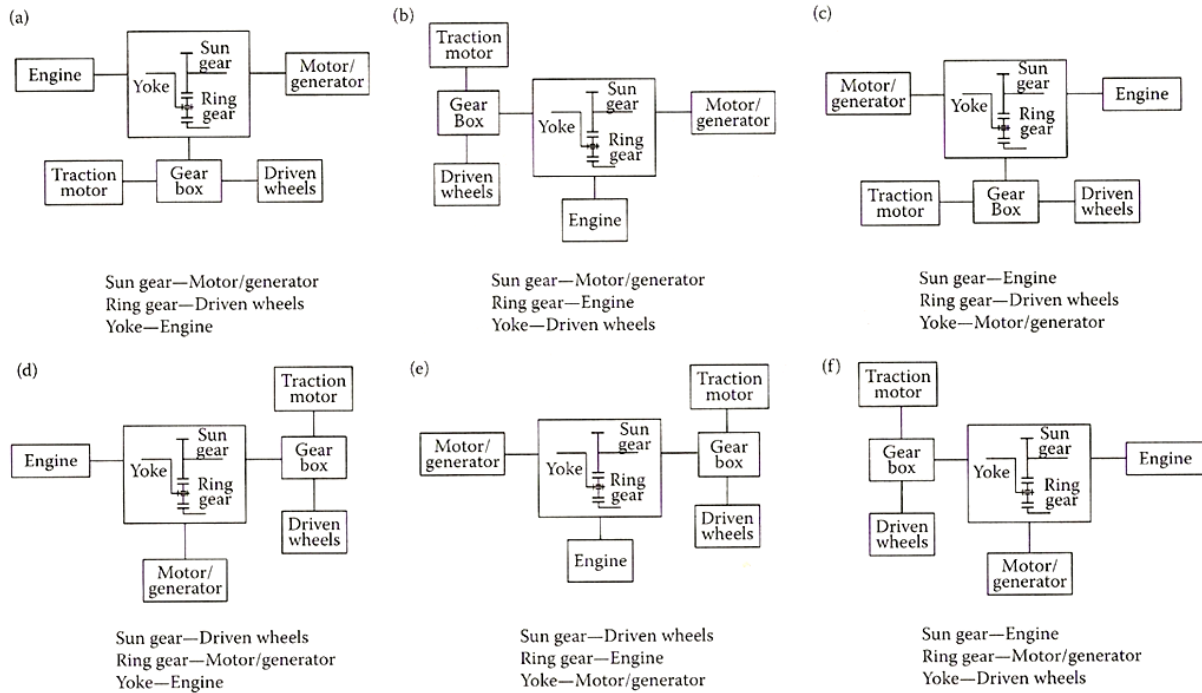 (a)
Engine
Yoke
Sun
gear
Ring
gear
Motor/
generator
Traction
motor
Gear
box
Driven
wheels
Sun gear—Motor/generator
Ring gear—Driven wheels
Yoke—Engine
(b)
Traction
motor
Gear
Box
Driven
wheels
Yoke
Sun
gear
Ring
gear
Motor/
generator
Engine
Sun gear—Motor/generator
Ring gear—Engine
Yoke—Driven wheels
(c)
Motor/
generator
Yoke
Sun
gear
Ring
gear
Engine
Traction
motor
Gear
Box
Driven
wheels
Sun gear—Engine
Ring gear—Driven wheels
Yoke—Motor/generator
(d)
Traction
motor
Engine
Yoke
Sun
gear
Ring
gear
Gear
box
Driven
wheels
Motor/
generator
Sun gear—Driven wheels
Ring gear—Motor/generator
Yoke—Engine
(e)
Traction
motor
Motor/
generator
Yoke
Sun
gear
Ring
gear
Gear
box
Driven
wheels
Engine
Sun gear—Driven wheels
Ring gear—Engine
Yoke—Motor/generator
(f)
Traction
motor
Gear
box
Driven
wheels
Yoke
Sun
gear
Ring
gear
Engine
Motor/
generator
Sun gear—Engine
Ring gear—Motor/generator
Yoke—Driven wheels